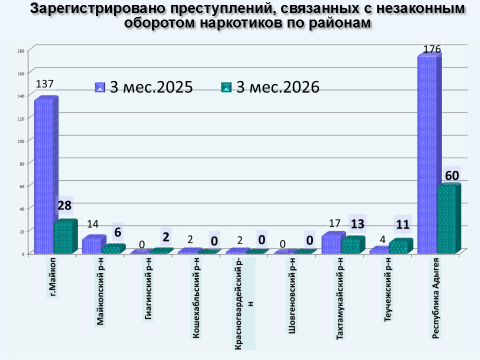 Зарегистрировано преступлений, связанных с незаконным
оборотом наркотиков по районам
3 мес.2025
3 мес.2026
180
160
140
120
100
80
60
40
20
0
137
28
14
6
0
2
2
0
2
0
0
0
17
13
4
11
176
60
г.Майкоп
Майкопский р-н
Гиагинский р-н
Кошехабльский р-н
Красногвардейский р-
н
Шовгеновский р-н
Тахтамукайский р-н
Теучежский р-н
Республика Адыгея